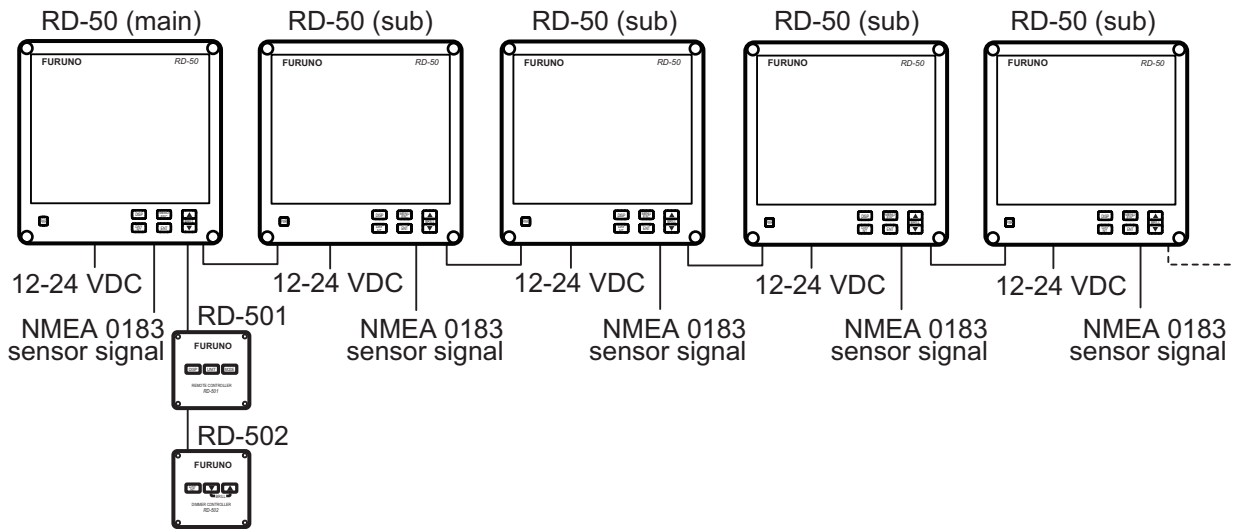 RD-50 (main) RD-50 (sub) RD-50 (sub) RD-50 (sub) RD-50 (sub)
FURUNO RD-50 FURUNO RD-50 FURUNO RD-50 FURUNO RD-50 FURUNO RD-50
12-24 VDC 12-24 VDC 12-24 VDC 12-24 VDC 12-24 VDC
NMEA 0183 NMEA 0183 NMEA 0183 NMEA 0183 NMEA 0183
sensor signal sensor signal sensor signal sensor signal sensor signal
RD-501
FURUNO
REMOTE CONTROLLER
RD-501
RD-502
FURUNO
BRILL
DIMMER CONTROLLER
RD-502